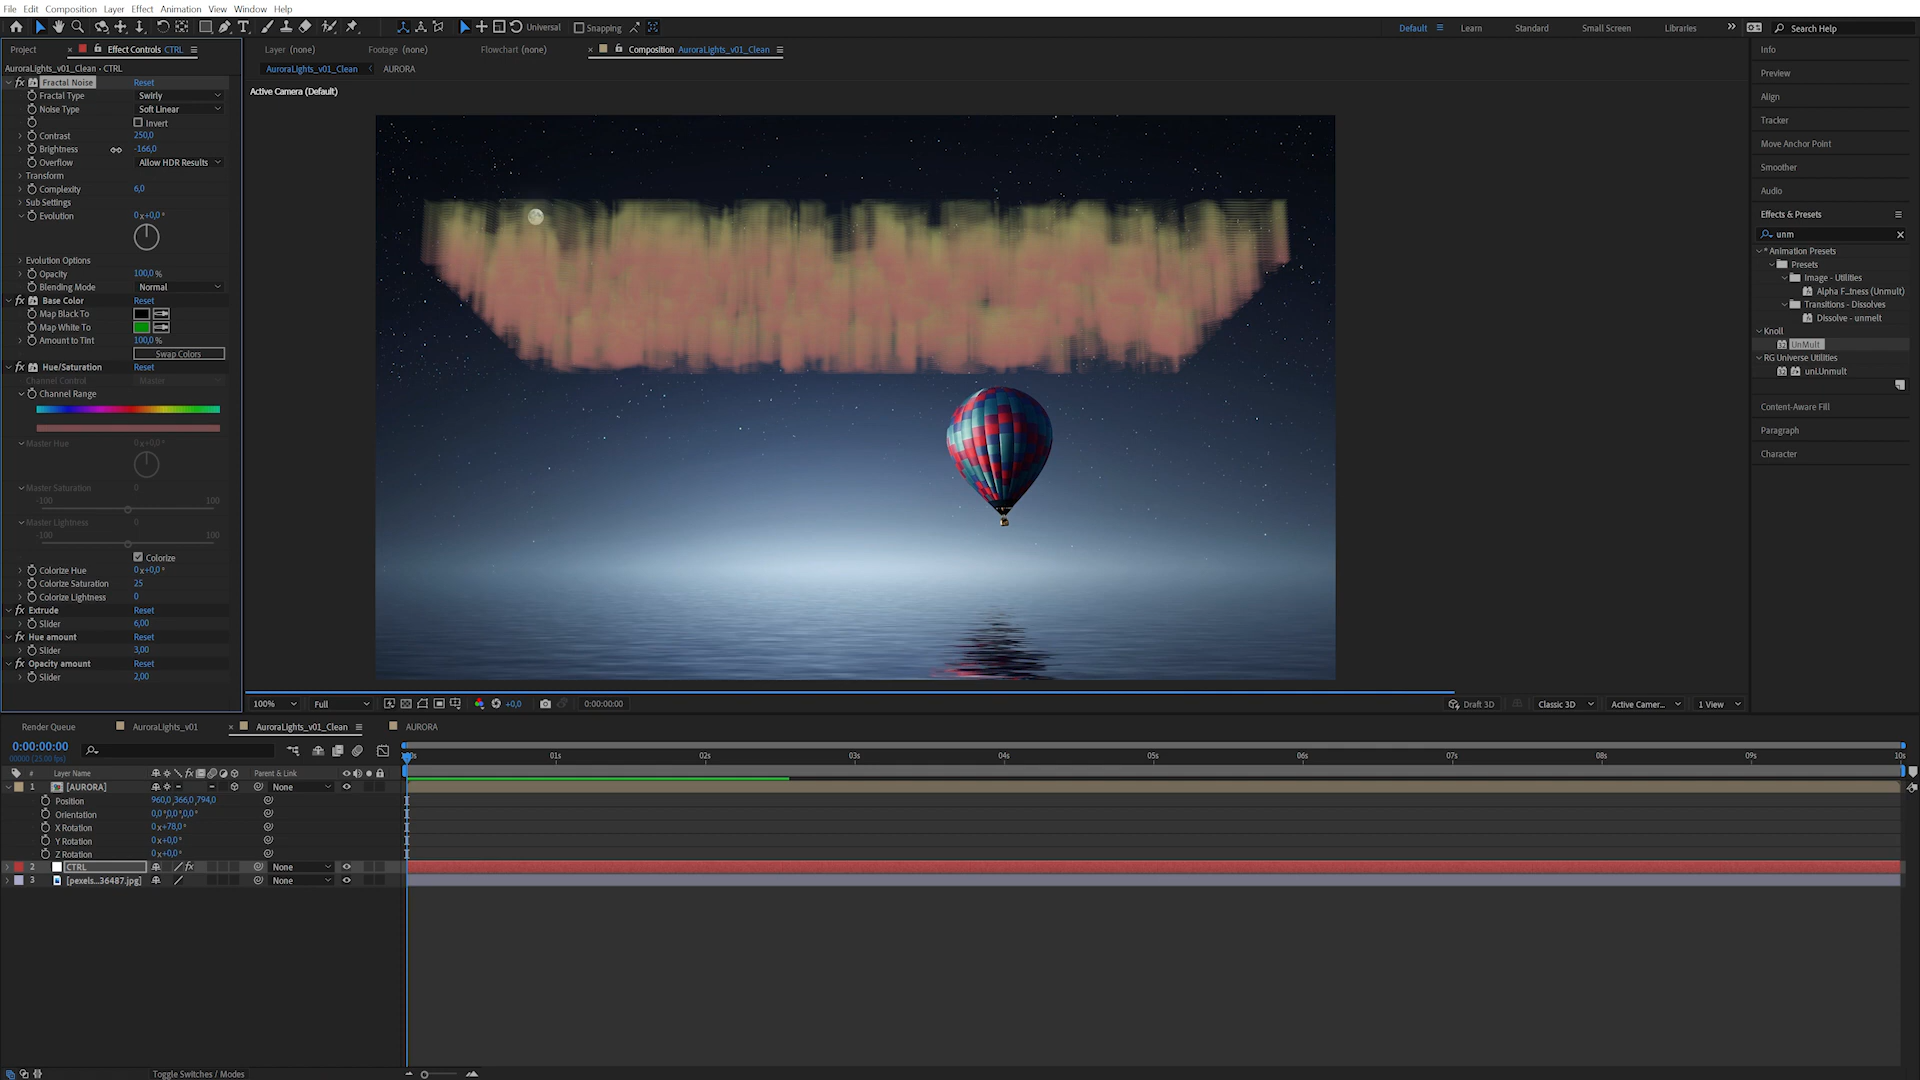 File Edit Composition Layer Effect Animation View Window Help
Universal Snapping Default Learn Standard Small Screen Libraries Search Help
Project Effect Controls CTRL
Layer (none) Footage (none) Flowchart (none) Composition AuroraLights_v01_Clean
AuroraLights_v01_Clean • CTRL
AuroraLights_v01_Clean AURORA
Active Camera (Default)
Fractal Noise Reset
Fractal Type Swirly
Noise Type Soft Linear
Invert
Contrast 250,0
Brightness -166,0
Overflow Allow HDR Results
Transform
Complexity 6,0
Sub Settings
Evolution 0x+0,0°
Evolution Options
Opacity 100,0 %
Blending Mode Normal
Base Color Reset
Map Black To
Map White To
Amount to Tint 100,0 %
Swap Colors
Hue/Saturation Reset
Channel Control Master
Channel Range
Master Hue 0x+0,0°
Master Saturation 0
-100 100
Master Lightness 0
-100 100
Colorize
Colorize Hue 0x+0,0°
Colorize Saturation 25
Colorize Lightness 0
Extrude Reset
Slider 6,00
Hue amount Reset
Slider 3,00
Opacity amount Reset
Slider 2,00
Info
Preview
Align
Tracker
Move Anchor Point
Smoother
Audio
Effects & Presets
unm
* Animation Presets
Presets
Image - Utilities
Alpha F...tness (Unmult)
Transitions - Dissolves
Dissolve - unmelt
Knoll
UnMult
RG Universe Utilities
uni.Unmult
Content-Aware Fill
Paragraph
Character
100% Full +0,0 0:00:00:00 Draft 3D Classic 3D Active Camer... 1 View
Render Queue AuroraLights_v01 AuroraLights_v01_Clean AURORA
0:00:00:00
00000 (25.00 fps)
01s 02s 03s 04s 05s 06s 07s 08s 09s 10s
# Layer Name Parent & Link
1 [AURORA] None
Position 960,0,366,0,794,0
Orientation 0,0°,0,0°,0,0°
X Rotation 0x+78,0°
Y Rotation 0x+0,0°
Z Rotation 0x+0,0°
2 CTRL None
3 [pexels...36487.jpg] None
Toggle Switches / Modes